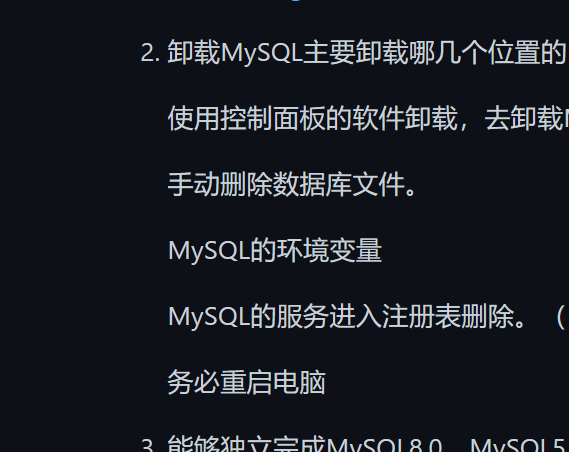 2. 卸载MySQL主要卸载哪几个位置的
使用控制面板的软件卸载，去卸载
手动删除数据库文件。
MySQL的环境变量
MySQL的服务进入注册表删除。（
务必重启电脑
3. 能够独立完成MySQL8.0、MySQL5